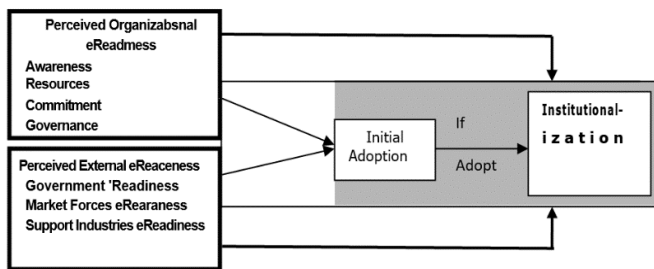 Perceived Organizabsnal
eReadmess
Awareness
Resources
Commitment
Governance
Perceived External eReaceness
Government 'Readiness
Market Forces eRearaness
Support Industries eReadiness
Initial
Adoption
If
Adopt
Institutional-
ization